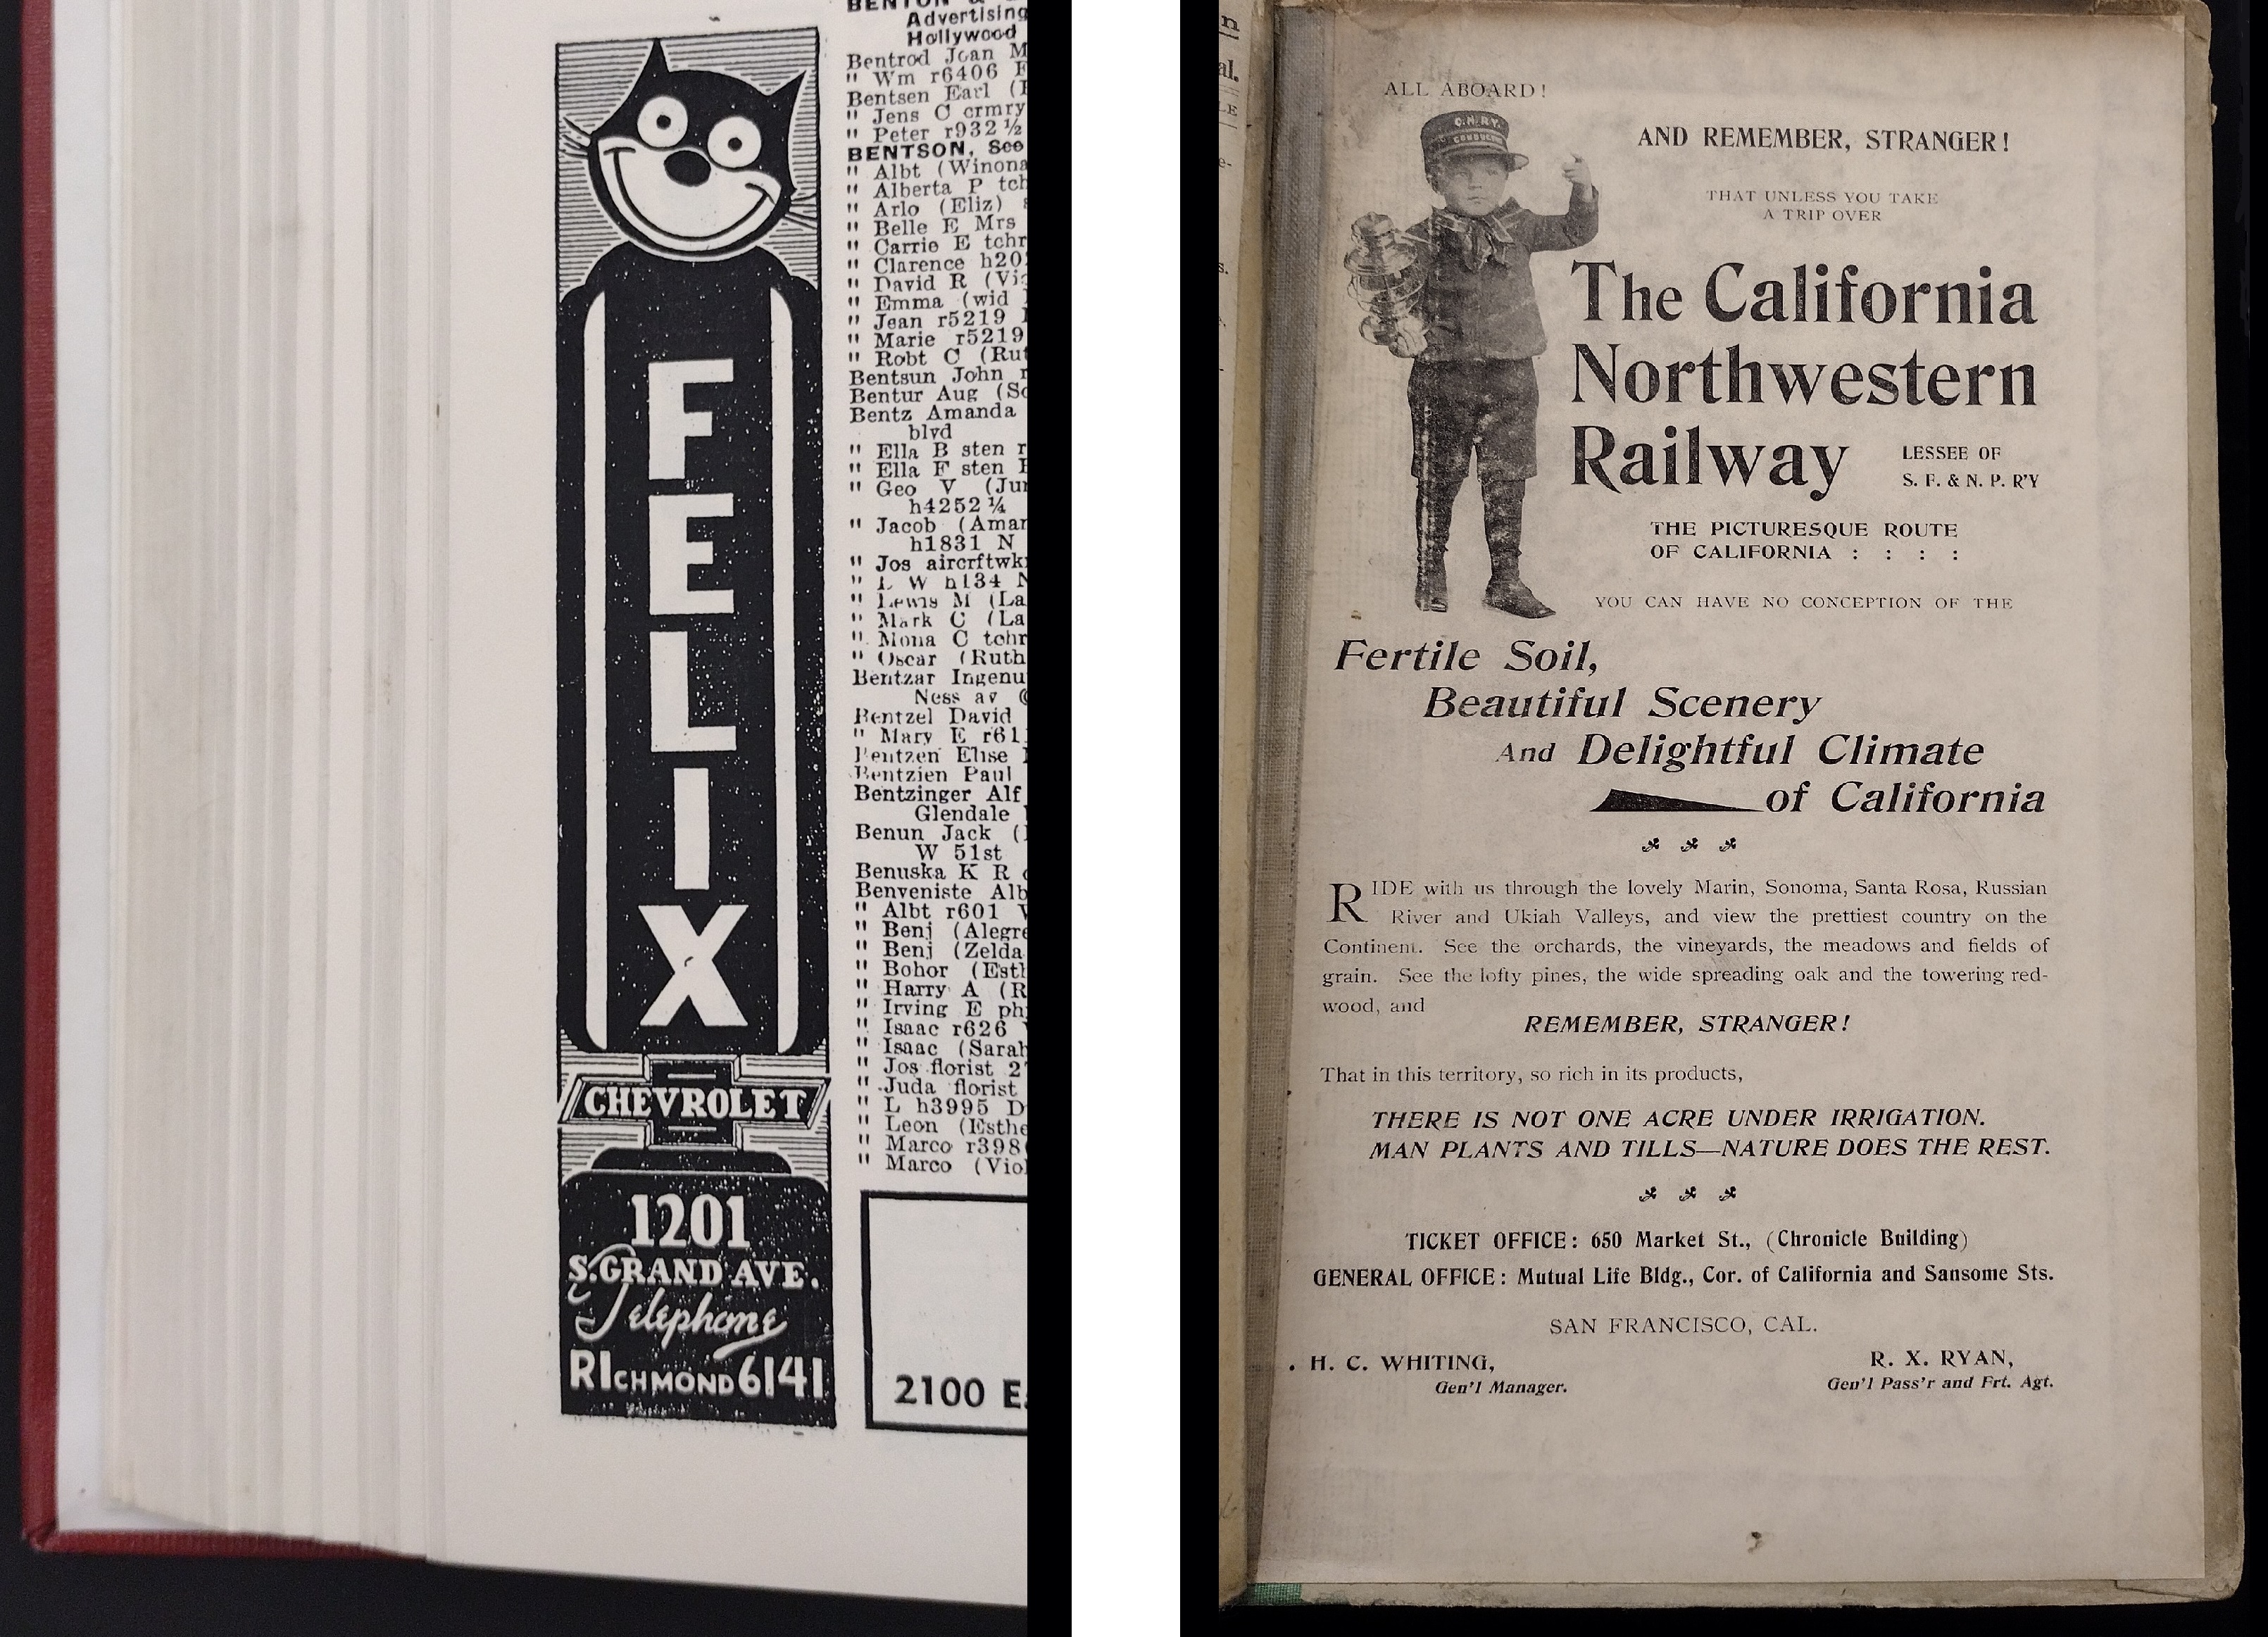 FELIX
CHEVROLET
1201
S. GRAND AVE.
Telephone
RICHMOND 6141
Advertising
Hollywood
Bentrod Jean M
" Wm r6406
Bentsen Earl
" Jens C crmry
" Peter r932½
BENTSON, See
" Albt (Winona
" Alberta P tch
" Arlo (Eliz)
" Belle E Mrs
" Carrie E tchr
" Clarence h20
" David R
" Emma (wid
" Jean r5219
" Marie r5219
" Robt C (Rut
Bentsun John r
Bentur Aug (So
Bentz Amanda
blvd
" Ella B sten r
" Ella F sten
" Geo V (Jun
h4252¼
" Jacob (Amar
h1831 N
" Jos aircrftwkr
" L W h134 N
" Lewis M (La
" Mark C (La
" Mona C tchr
" Oscar (Ruth
Bentzar Ingenu
Ness av
Bentzel David
" Mary E r61
Bentzen Elise
Bentzien Paul
Bentzinger Alf
Glendale
Benun Jack (
W 51st
Benuska K R
Benveniste Alb
" Albt r601
" Benj (Alegre
" Benj (Zelda
" Bohor (Esth
" Harry A (R
" Irving E ph
" Isaac r626
" Isaac (Sarah
" Jos florist 2
" Juda florist
" L h3995
" Leon (Esthe
" Marco r398
" Marco (Viol
2100 E
ALL ABOARD!
C.N.RY.
CONDUCTOR
AND REMEMBER, STRANGER!
THAT UNLESS YOU TAKE
A TRIP OVER
The California
Northwestern
Railway
LESSEE OF
S. F. & N. P. R'Y
THE PICTURESQUE ROUTE
OF CALIFORNIA : : : :
YOU CAN HAVE NO CONCEPTION OF THE
Fertile Soil,
Beautiful Scenery
And Delightful Climate
of California
RIDE with us through the lovely Marin, Sonoma, Santa Rosa, Russian
River and Ukiah Valleys, and view the prettiest country on the
Continent. See the orchards, the vineyards, the meadows and fields of
grain. See the lofty pines, the wide spreading oak and the towering red-
wood, and
REMEMBER, STRANGER!
That in this territory, so rich in its products,
THERE IS NOT ONE ACRE UNDER IRRIGATION.
MAN PLANTS AND TILLS—NATURE DOES THE REST.
TICKET OFFICE: 650 Market St., (Chronicle Building)
GENERAL OFFICE: Mutual Life Bldg., Cor. of California and Sansome Sts.
SAN FRANCISCO, CAL.
H. C. WHITING,
Gen'l Manager.
R. X. RYAN,
Gen'l Pass'r and Frt. Agt.